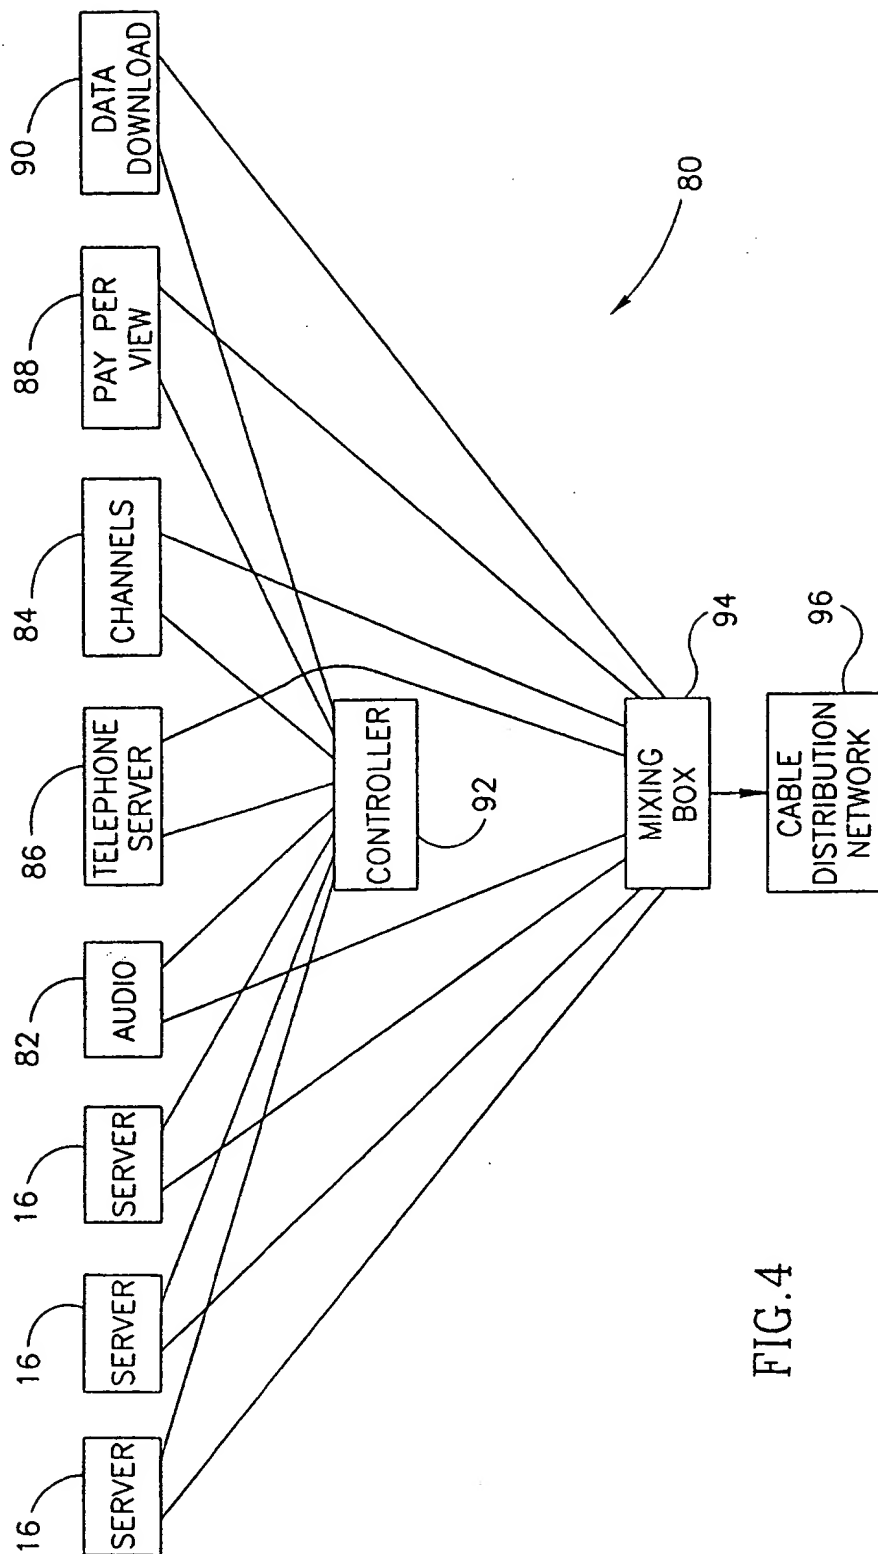 16
16
16
82
86
84
88
90
SERVER
SERVER
SERVER
AUDIO
TELEPHONE
SERVER
CHANNELS
PAY PER
VIEW
DATA
DOWNLOAD
CONTROLLER
92
80
MIXING
BOX
94
CABLE
DISTRIBUTION
NETWORK
96
FIG.4